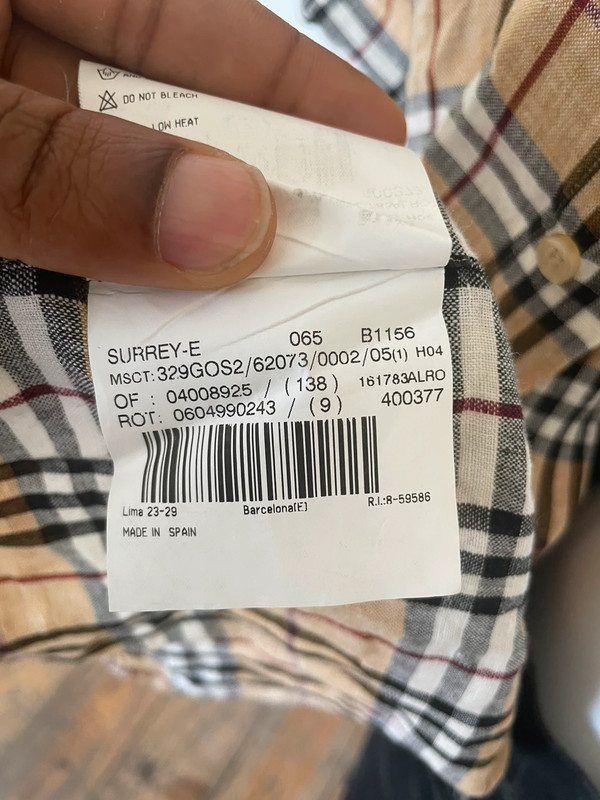 DO NOT BLEACH
LOW HEAT
SURREY-E 065 B1156
MSCT:329GOS2/62073/0002/05(1) H04
OF : 04008925 / (138) 161783ALRO
ROT: 0604990243 / (9) 400377
Lima 23-29 Barcelona(E) R.I.:8-59586
MADE IN SPAIN